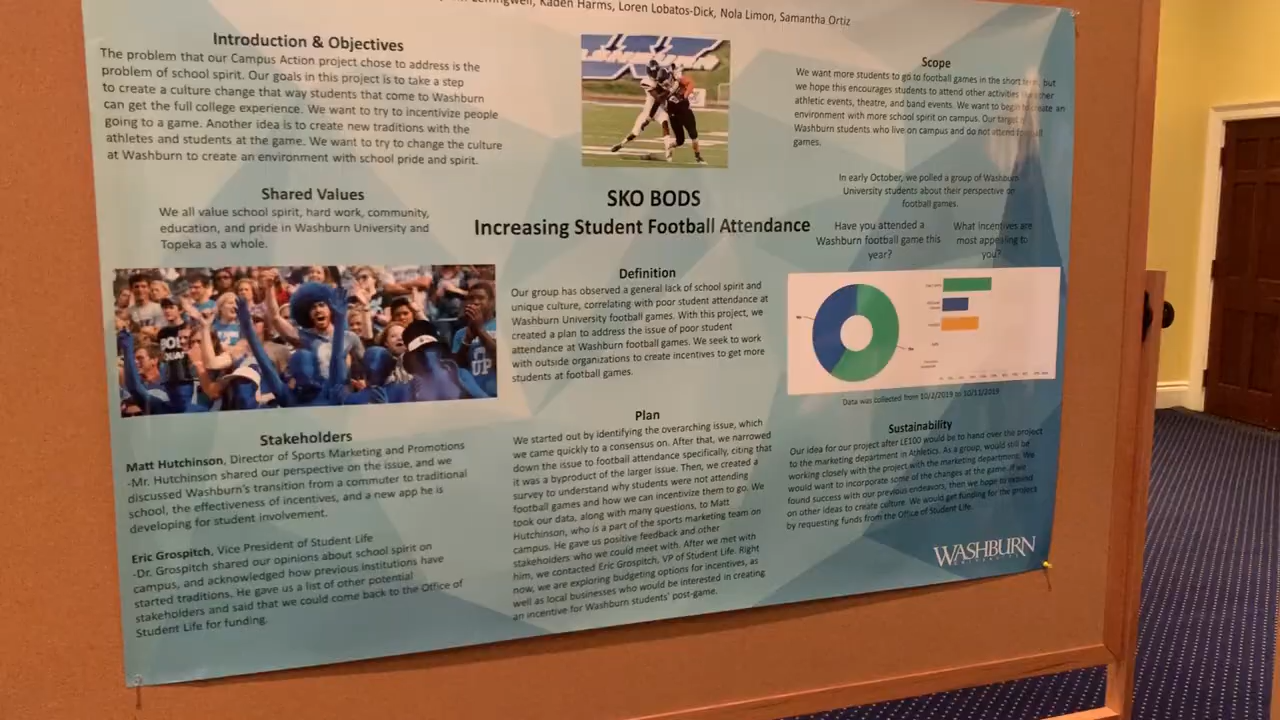 Kaden Harms, Loren Lobatos-Dick, Nola Limon, Samantha Ortiz
Introduction & Objectives
The problem that our Campus Action project chose to address is the
problem of school spirit. Our goals in this project is to take a step
to create a culture change that way students that come to Washburn
can get the full college experience. We want to try to incentivize people
going to a game. Another idea is to create new traditions with the
athletes and students at the game. We want to try to change the culture
at Washburn to create an environment with school pride and spirit.
Shared Values
We all value school spirit, hard work, community,
education, and pride in Washburn University and
Topeka as a whole.
Stakeholders
Matt Hutchinson, Director of Sports Marketing and Promotions
-Mr. Hutchinson shared our perspective on the issue, and we
discussed Washburn's transition from a commuter to traditional
school, the effectiveness of incentives, and a new app he is
developing for student involvement.
Eric Grospitch, Vice President of Student Life
-Dr. Grospitch shared our opinions about school spirit on
campus, and acknowledged how previous institutions have
started traditions. He gave us a list of other potential
stakeholders and said that we could come back to the Office of
Student Life for funding.
SKO BODS
Increasing Student Football Attendance
Definition
Our group has observed a general lack of school spirit and
unique culture, correlating with poor student attendance at
Washburn University football games. With this project, we
created a plan to address the issue of poor student
attendance at Washburn football games. We seek to work
with outside organizations to create incentives to get more
students at football games.
Plan
We started out by identifying the overarching issue, which
we came quickly to a consensus on. After that, we narrowed
down the issue to football attendance specifically, citing that
it was a byproduct of the larger issue. Then, we created a
survey to understand why students were not attending
football games and how we can incentivize them to go. We
took our data, along with many questions, to Matt
Hutchinson, who is a part of the sports marketing team on
campus. He gave us positive feedback and other
stakeholders who we could meet with. After we met with
him, we contacted Eric Grospitch, VP of Student Life. Right
now, we are exploring budgeting options for incentives, as
well as local businesses who would be interested in creating
an incentive for Washburn students' post-game.
Scope
We want more students to go to football games in the short term, but
we hope this encourages students to attend other activities like other
athletic events, theatre, and band events. We want to begin to create an
environment with more school spirit on campus. Our target is
Washburn students who live on campus and do not attend football
games.
In early October, we polled a group of Washburn
University students about their perspective on
football games.
Have you attended a
Washburn football game this
year?
What incentives are
most appealing to
you?
Data was collected from 10/2/2019 to 10/13/2019
Sustainability
Our idea for our project after LE100 would be to hand over the project
to the marketing department in Athletics. As a group, would still be
working closely with the project with the marketing department. We
would want to incorporate some of the changes at the game. If we
found success with our previous endeavors, then we hope to expand
on other ideas to create culture. We would get funding for the project
by requesting funds from the Office of Student Life.
WASHBURN
UNIVERSITY